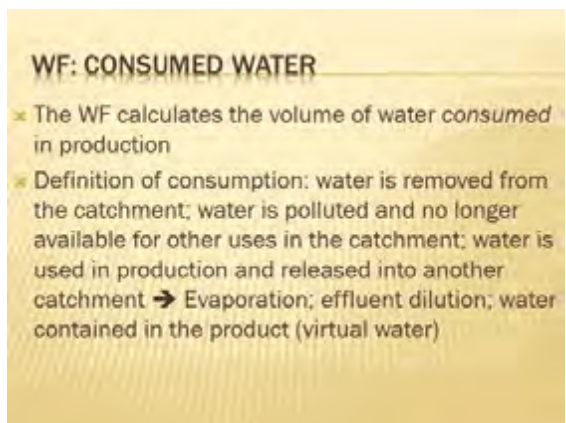 WF: CONSUMED WATER
The WF calculates the volume of water consumed
in production
Definition of consumption: water is removed from
the catchment; water is polluted and no longer
available for other uses in the catchment; water is
used in production and released into another
catchment ➔ Evaporation; effluent dilution; water
contained in the product (virtual water)